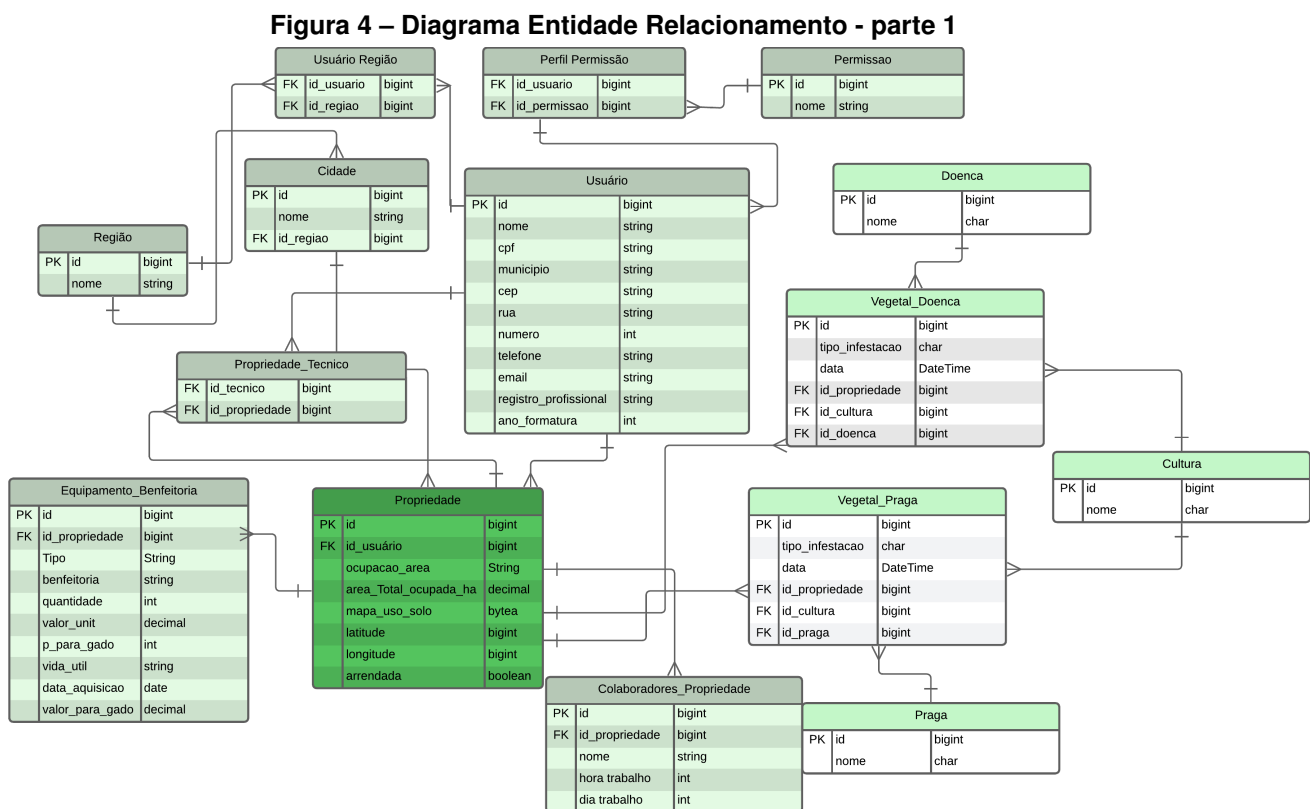 Figura 4 – Diagrama Entidade Relacionamento - parte 1
Usuário Região
FK id_usuario bigint
FK id_regiao bigint
Perfil Permissão
FK id_usuario bigint
FK id_permissao bigint
Permissao
PK id bigint
nome string
Cidade
PK id bigint
nome string
FK id_regiao bigint
Região
PK id bigint
nome string
Usuário
PK id bigint
nome string
cpf string
municipio string
cep string
rua string
numero int
telefone string
email string
registro_profissional string
ano_formatura int
Doenca
PK id bigint
nome char
Vegetal_Doenca
PK id bigint
tipo_infestacao char
data DateTime
FK id_propriedade bigint
FK id_cultura bigint
FK id_doenca bigint
Propriedade_Tecnico
FK id_tecnico bigint
FK id_propriedade bigint
Cultura
PK id bigint
nome char
Equipamento_Benfeitoria
PK id bigint
FK id_propriedade bigint
Tipo String
benfeitoria string
quantidade int
valor_unit decimal
p_para_gado int
vida_util string
data_aquisicao date
valor_para_gado decimal
Propriedade
PK id bigint
FK id_usuário bigint
ocupacao_area String
area_Total_ocupada_ha decimal
mapa_uso_solo bytea
latitude bigint
longitude bigint
arrendada boolean
Vegetal_Praga
PK id bigint
tipo_infestacao char
data DateTime
FK id_propriedade bigint
FK id_cultura bigint
FK id_praga bigint
Colaboradores_Propriedade
PK id bigint
FK id_propriedade bigint
nome string
hora trabalho int
dia trabalho int
Praga
PK id bigint
nome char